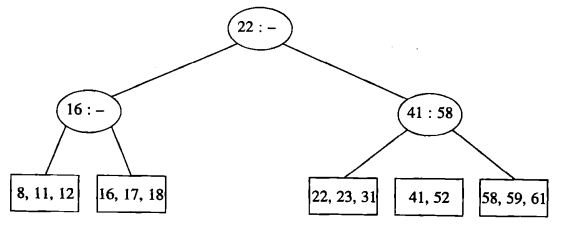 22 : –
16 : –
41 : 58
8, 11, 12
16, 17, 18
22, 23, 31
41, 52
58, 59, 61